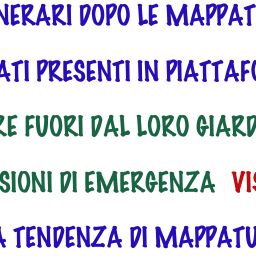 NERARI DOPO LE MAPPAT
ATI PRESENTI IN PIATTAFO
RE FUORI DAL LORO GIARD
SIONI DI EMERGENZA VIS
A TENDENZA DI MAPPATU